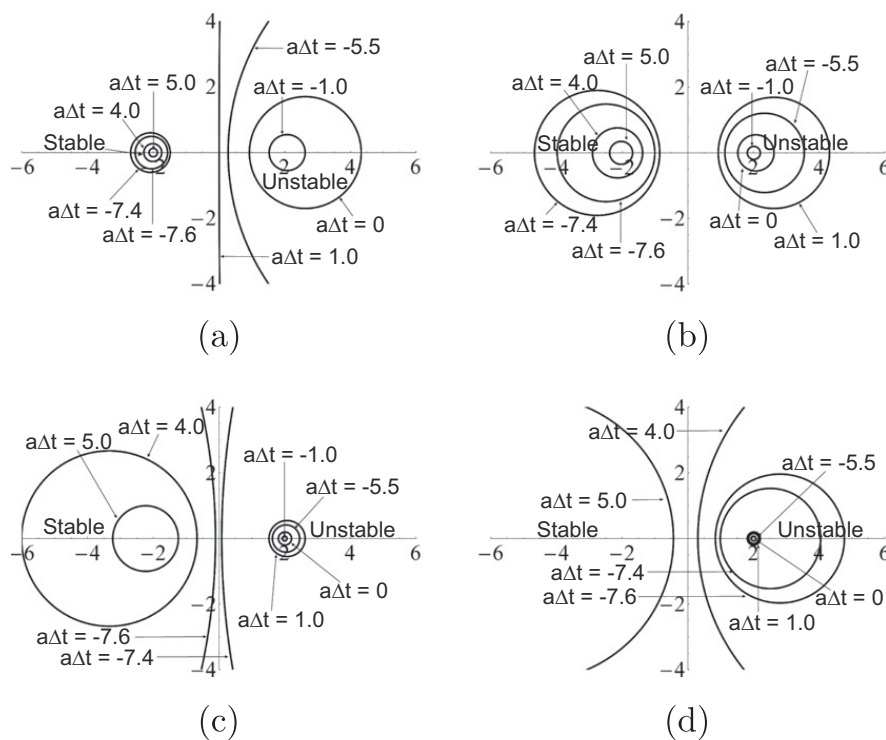 4
aΔt = -5.5
aΔt = 5.0
2
aΔt = -1.0
aΔt = 4.0
Stable
-6
-4
-2
2
4
6
Unstable
aΔt = -7.4
-2
aΔt = 0
aΔt = -7.6
aΔt = 1.0
-4
(a)
4
aΔt = 5.0
aΔt = -5.5
aΔt = 4.0
2
aΔt = -1.0
Stable
Unstable
-6
-4
-2
2
4
6
aΔt = -7.4
-2
aΔt = 0
aΔt = -7.6
aΔt = 1.0
-4
(b)
4
aΔt = 4.0
aΔt = 5.0
2
aΔt = -1.0
aΔt = -5.5
Stable
Unstable
-6
-4
-2
2
4
6
aΔt = 0
-2
aΔt = 1.0
aΔt = -7.6
aΔt = -7.4
-4
(c)
4
aΔt = 4.0
2
aΔt = -5.5
aΔt = 5.0
Stable
Unstable
-6
-4
-2
2
4
6
aΔt = -7.4
aΔt = -7.6
-2
aΔt = 0
aΔt = 1.0
-4
(d)